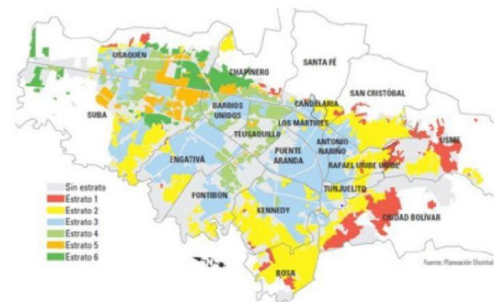 USAQUÉN
CHAPINERO
SANTA FÉ
SAN CRISTÓBAL
SUBA
BARRIOS
UNIDOS
CANDELARIA
TEUSAQUILLO
LOS MÁRTIRES
ANTONIO
NARIÑO
USME
ENGATIVÁ
PUENTE
ARANDA
RAFAEL URIBE URIBE
FONTIBÓN
TUNJUELITO
KENNEDY
CIUDAD BOLÍVAR
BOSA
Sin estrato
Estrato 1
Estrato 2
Estrato 3
Estrato 4
Estrato 5
Estrato 6
Fuente: Planeación Distrital